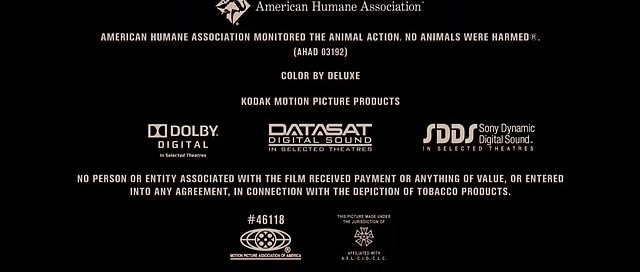 American Humane Association™
AMERICAN HUMANE ASSOCIATION MONITORED THE ANIMAL ACTION. NO ANIMALS WERE HARMED®.
(AHAD 03192)
COLOR BY DELUXE
KODAK MOTION PICTURE PRODUCTS
DOLBY
DIGITAL
In Selected Theatres
DATASAT
DIGITAL SOUND
IN SELECTED THEATRES
SDDS Sony Dynamic
Digital Sound
IN SELECTED THEATRES
NO PERSON OR ENTITY ASSOCIATED WITH THE FILM RECEIVED PAYMENT OR ANYTHING OF VALUE, OR ENTERED
INTO ANY AGREEMENT, IN CONNECTION WITH THE DEPICTION OF TOBACCO PRODUCTS.
#46118
MOTION PICTURE ASSOCIATION OF AMERICA
THIS PICTURE MADE UNDER
THE JURISDICTION OF
AFFILIATED WITH
A.F.L.-C.I.O.-C.L.C.